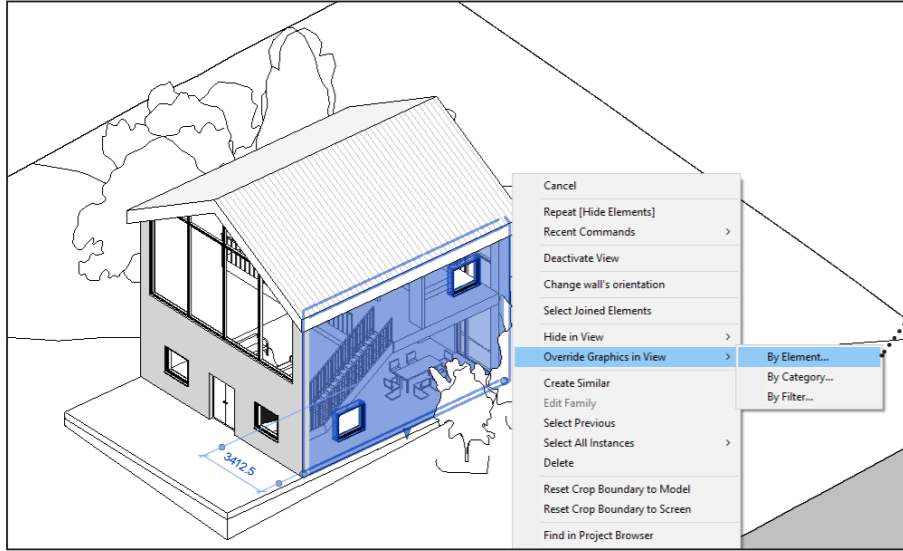 Cancel
Repeat [Hide Elements]
Recent Commands
Deactivate View
Change wall's orientation
Select Joined Elements
Hide in View
Override Graphics in View
By Element...
By Category...
By Filter...
Create Similar
Edit Family
Select Previous
Select All Instances
Delete
Reset Crop Boundary to Model
Reset Crop Boundary to Screen
Find in Project Browser
3412.5